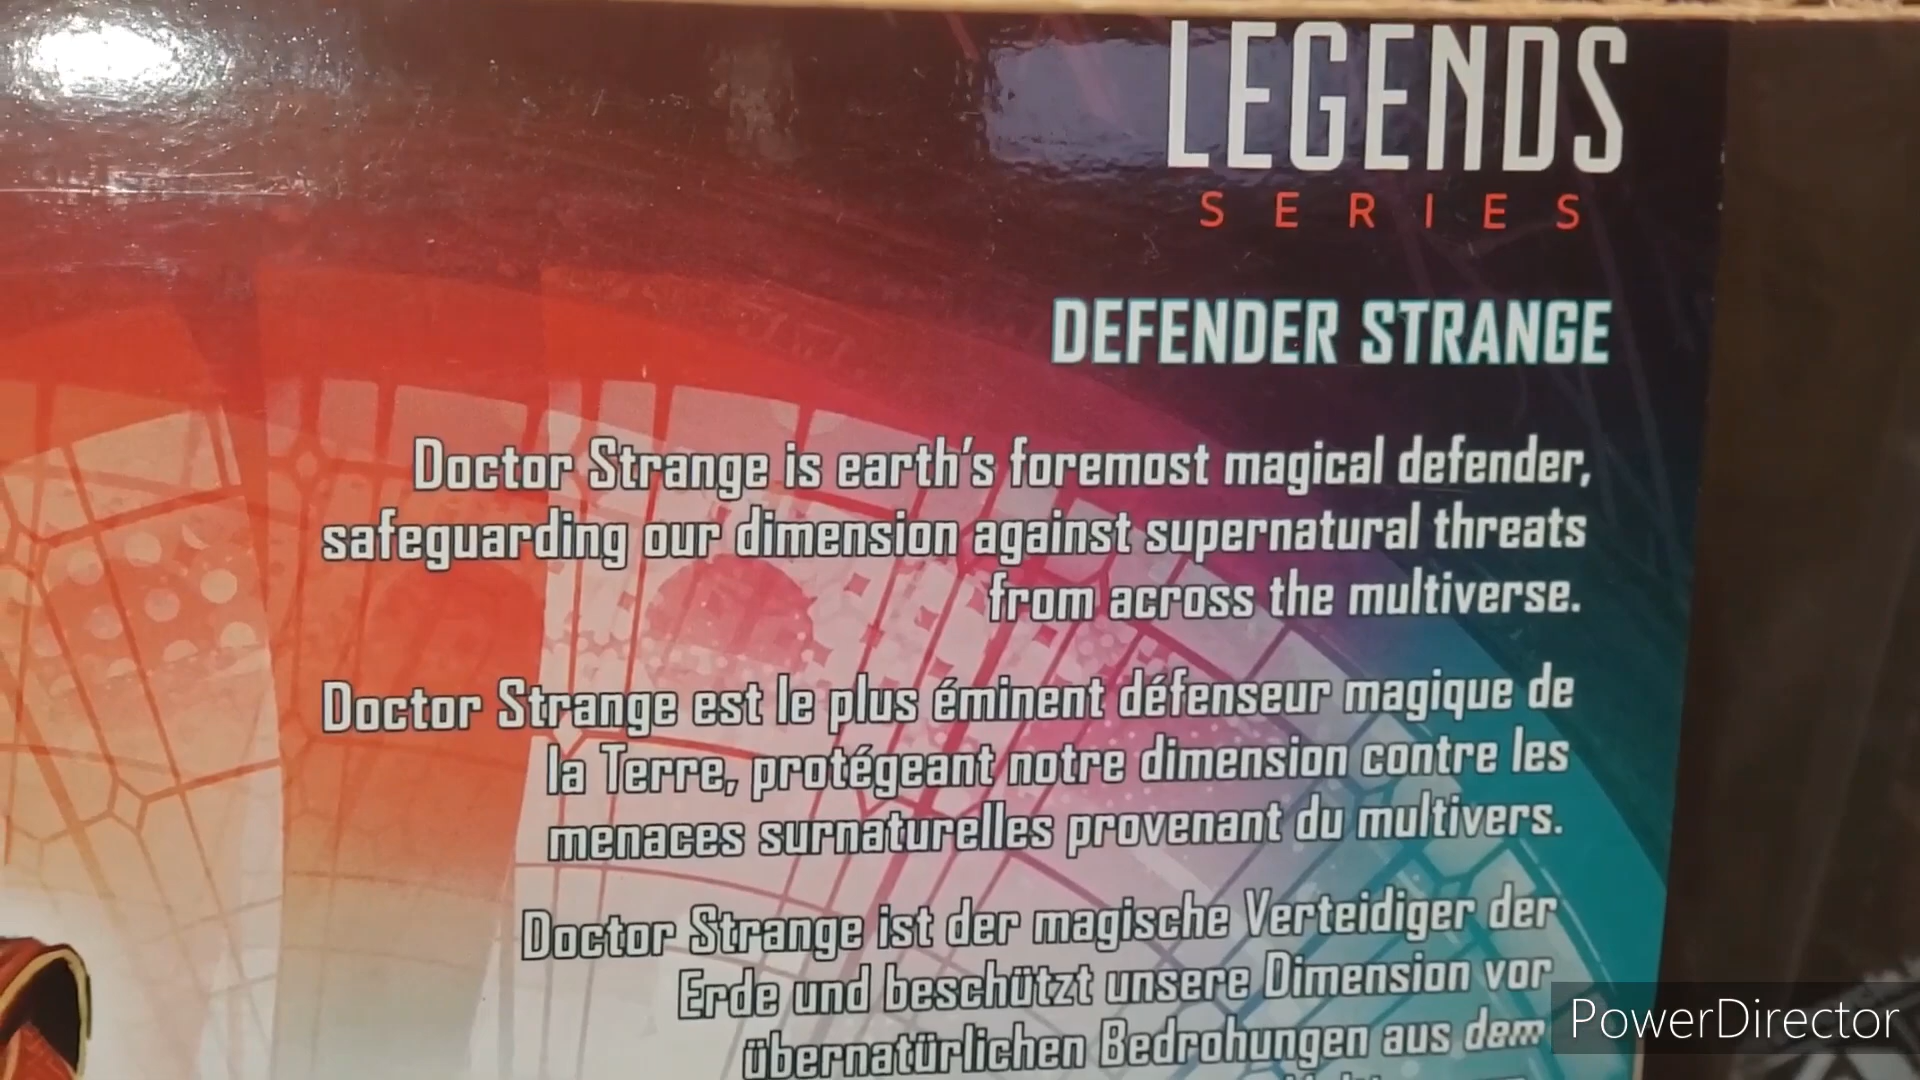 LEGENDS
SERIES
DEFENDER STRANGE
Doctor Strange is earth's foremost magical defender,
safeguarding our dimension against supernatural threats
from across the multiverse.
Doctor Strange est le plus éminent défenseur magique de
la Terre, protégeant notre dimension contre les
menaces surnaturelles provenant du multivers.
Doctor Strange ist der magische Verteidiger der
Erde und beschützt unsere Dimension vor
übernatürlichen Bedrohungen aus dem
PowerDirector